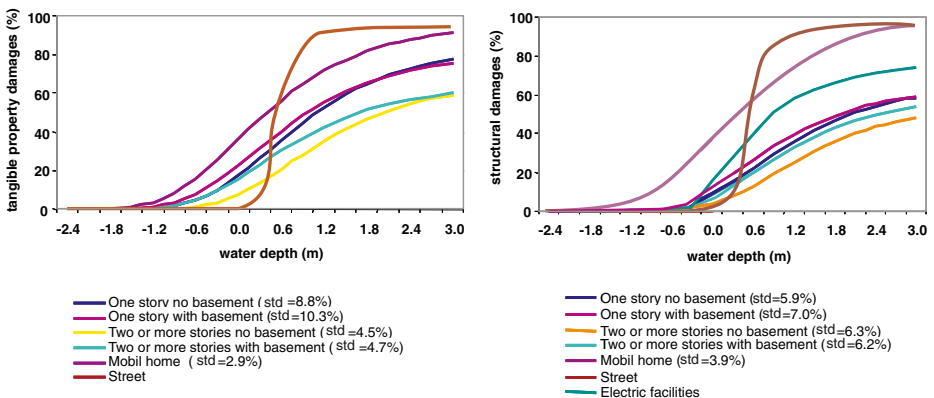 tangible property damages (%)
100
80
60
40
20
0
-2.4 -1.8 -1.2 -0.6 0.0 0.6 1.2 1.8 2.4 3.0
water depth (m)
One story no basement ( std =8.8%)
One story with basement ( std=10.3%)
Two or more stories no basement ( std =4.5%)
Two or more stories with basement ( std =4.7%)
Mobil home ( std =2.9%)
Street
structural damages (%)
100
80
60
40
20
0
-2.4 -1.8 -1.2 -0.6 0.0 0.6 1.2 1.8 2.4 3.0
water depth (m)
One story no basement (std=5.9%)
One story with basement (std=7.0%)
Two or more stories no basement (std=6.3%)
Two or more stories with basement (std=6.2%)
Mobil home (std=3.9%)
Street
Electric facilities